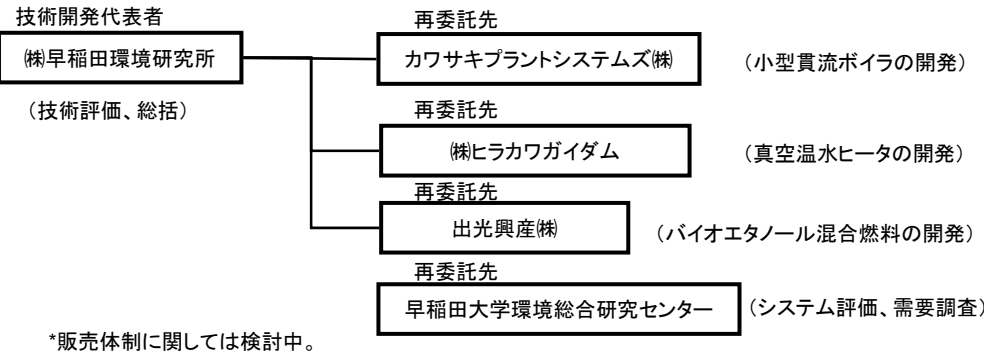 技術開発代表者
㈱早稲田環境研究所
（技術評価、総括）
再委託先
カワサキプラントシステムズ㈱
（小型貫流ボイラの開発）
再委託先
㈱ヒラカワガイダム
（真空温水ヒータの開発）
再委託先
出光興産㈱
（バイオエタノール混合燃料の開発）
再委託先
早稲田大学環境総合研究センター
（システム評価、需要調査）
*販売体制に関しては検討中。